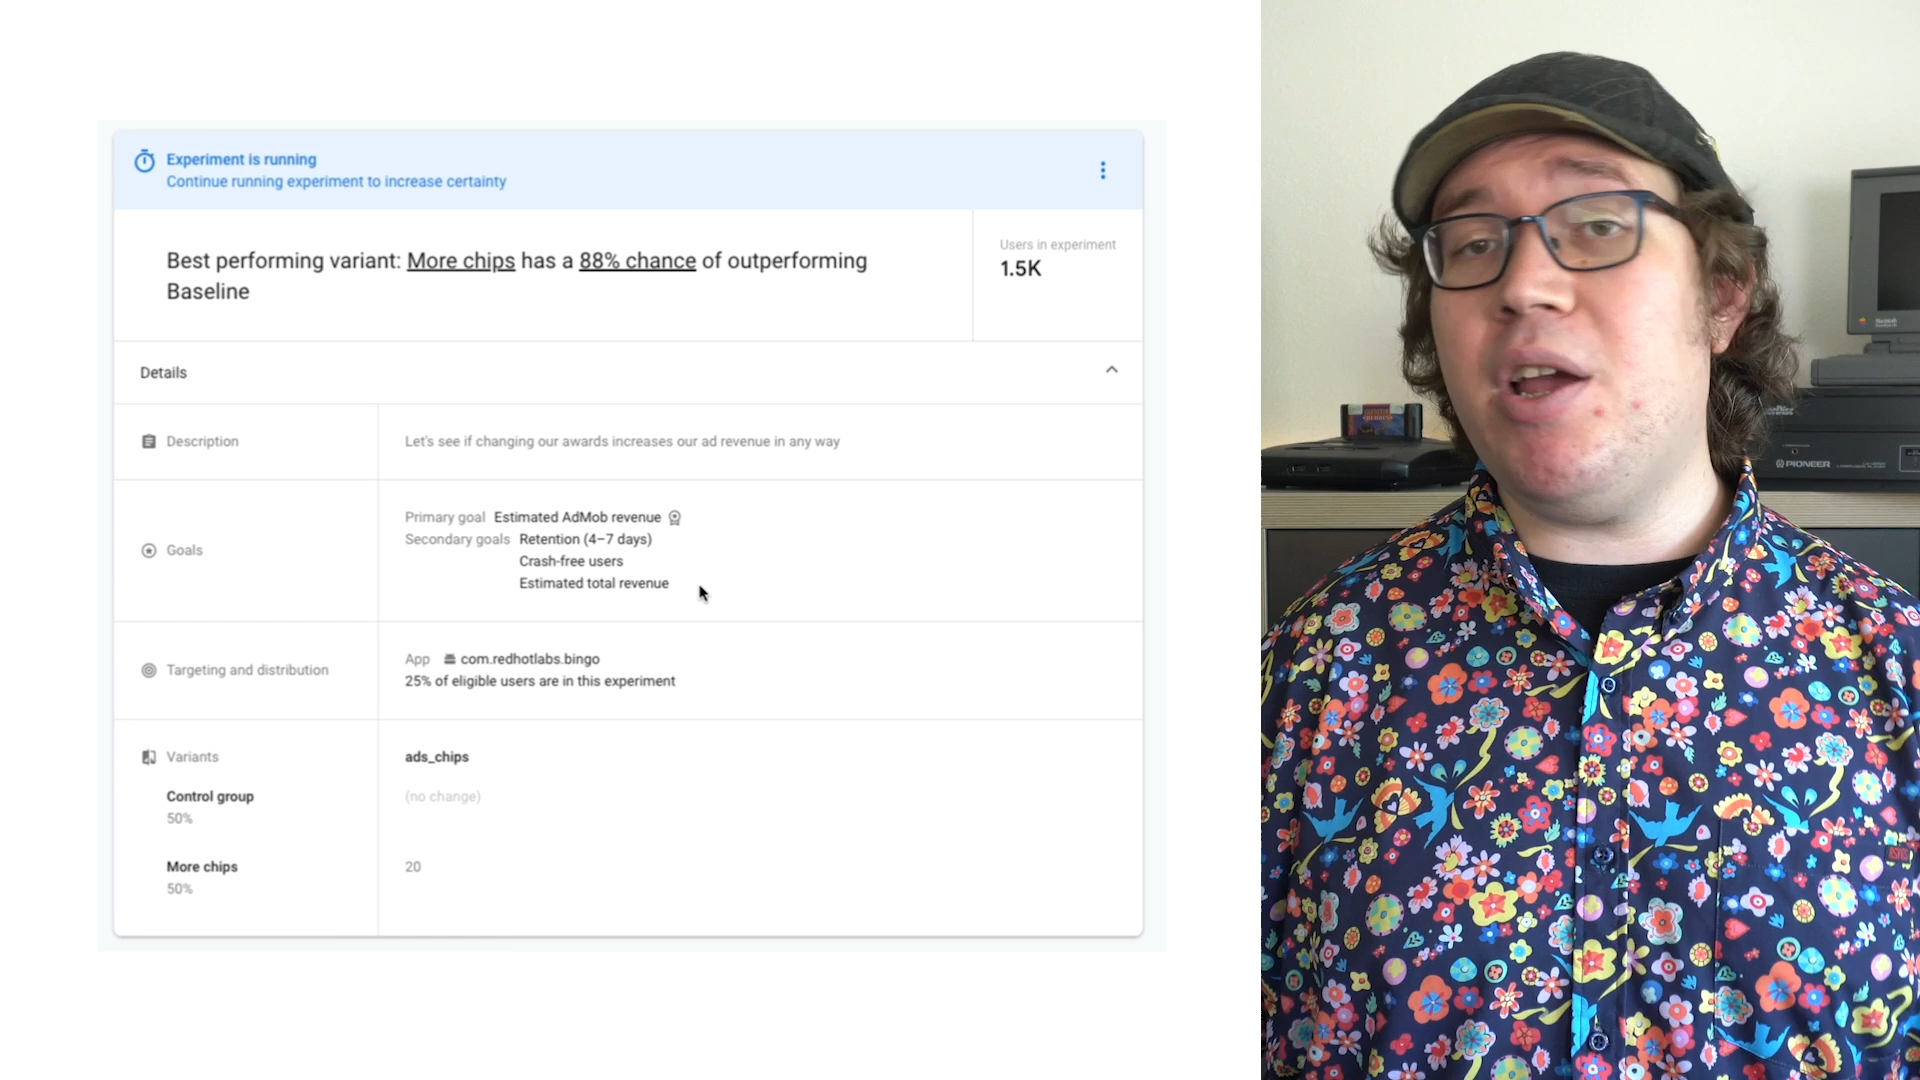 Experiment is running
Continue running experiment to increase certainty
Best performing variant: More chips has a 88% chance of outperforming
Baseline
Users in experiment
1.5K
Details
Description
Let's see if changing our awards increases our ad revenue in any way
Goals
Primary goal Estimated AdMob revenue
Secondary goals Retention (4–7 days)
Crash-free users
Estimated total revenue
Targeting and distribution
App com.redhotlabs.bingo
25% of eligible users are in this experiment
Variants
ads_chips
Control group
50%
(no change)
More chips
50%
20
Macintosh
PIONEER